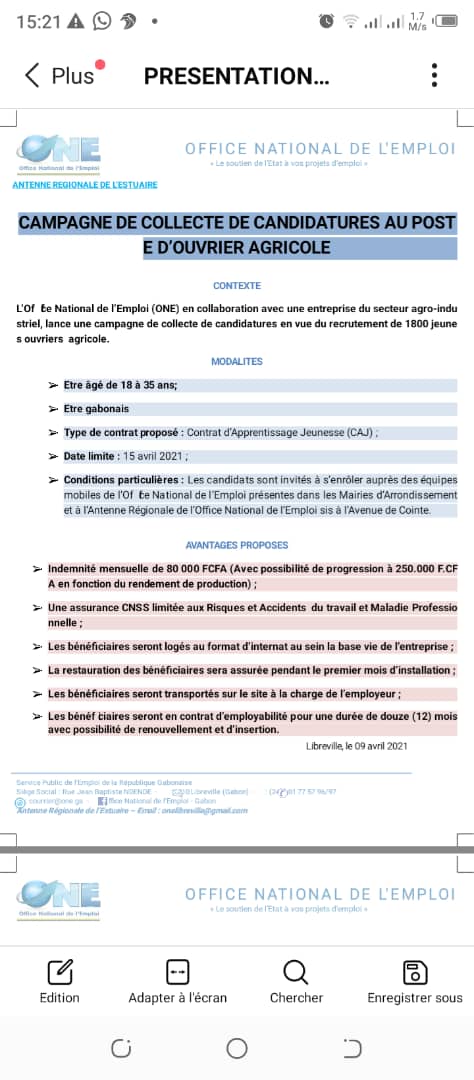 15:21
1.7
M/s
Plus
PRESENTATION...
ONE
Office National de l'Emploi
OFFICE NATIONAL DE L'EMPLOI
« Le soutien de l'Etat à vos projets d'emploi »
ANTENNE REGIONALE DE L'ESTUAIRE
CAMPAGNE DE COLLECTE DE CANDIDATURES AU POST
E D'OUVRIER AGRICOLE
CONTEXTE
L'Of ce National de l'Emploi (ONE) en collaboration avec une entreprise du secteur agro-indu
striel, lance une campagne de collecte de candidatures en vue du recrutement de 1800 jeune
s ouvriers agricole.
MODALITES
➢ Etre âgé de 18 à 35 ans;
➢ Etre gabonais
➢ Type de contrat proposé : Contrat d'Apprentissage Jeunesse (CAJ) ;
➢ Date limite : 15 avril 2021 ;
➢ Conditions particulières : Les candidats sont invités à s'enrôler auprès des équipes
mobiles de l'Of ce National de l'Emploi présentes dans les Mairies d'Arrondissement
et à l'Antenne Régionale de l'Office National de l'Emploi sis à l'Avenue de Cointe.
AVANTAGES PROPOSES
➢ Indemnité mensuelle de 80 000 FCFA (Avec possibilité de progression à 250.000 F.CF
A en fonction du rendement de production) ;
➢ Une assurance CNSS limitée aux Risques et Accidents du travail et Maladie Professio
nnelle ;
➢ Les bénéficiaires seront logés au format d'internat au sein la base vie de l'entreprise ;
➢ La restauration des bénéficiaires sera assurée pendant le premier mois d'installation ;
➢ Les bénéficiaires seront transportés sur le site à la charge de l'employeur ;
➢ Les bénéf ciaires seront en contrat d'employabilité pour une durée de douze (12) mois
avec possibilité de renouvellement et d'insertion.
Libreville, le 09 avril 2021
Service Public de l'Emploi de la République Gabonaise
Siège Social : Rue Jean Baptiste NDENDE Libreville (Gabon) 01 77 57 96/97
courrier@one.ga - ffice National de l'Emploi - Gabon
Antenne Régionale de l'Estuaire – Email : onelibreville@gmail.com
ONE
Office National de l'Emploi
OFFICE NATIONAL DE L'EMPLOI
« Le soutien de l'Etat à vos projets d'emploi »
Edition
Adapter à l'écran
Chercher
Enregistrer sous